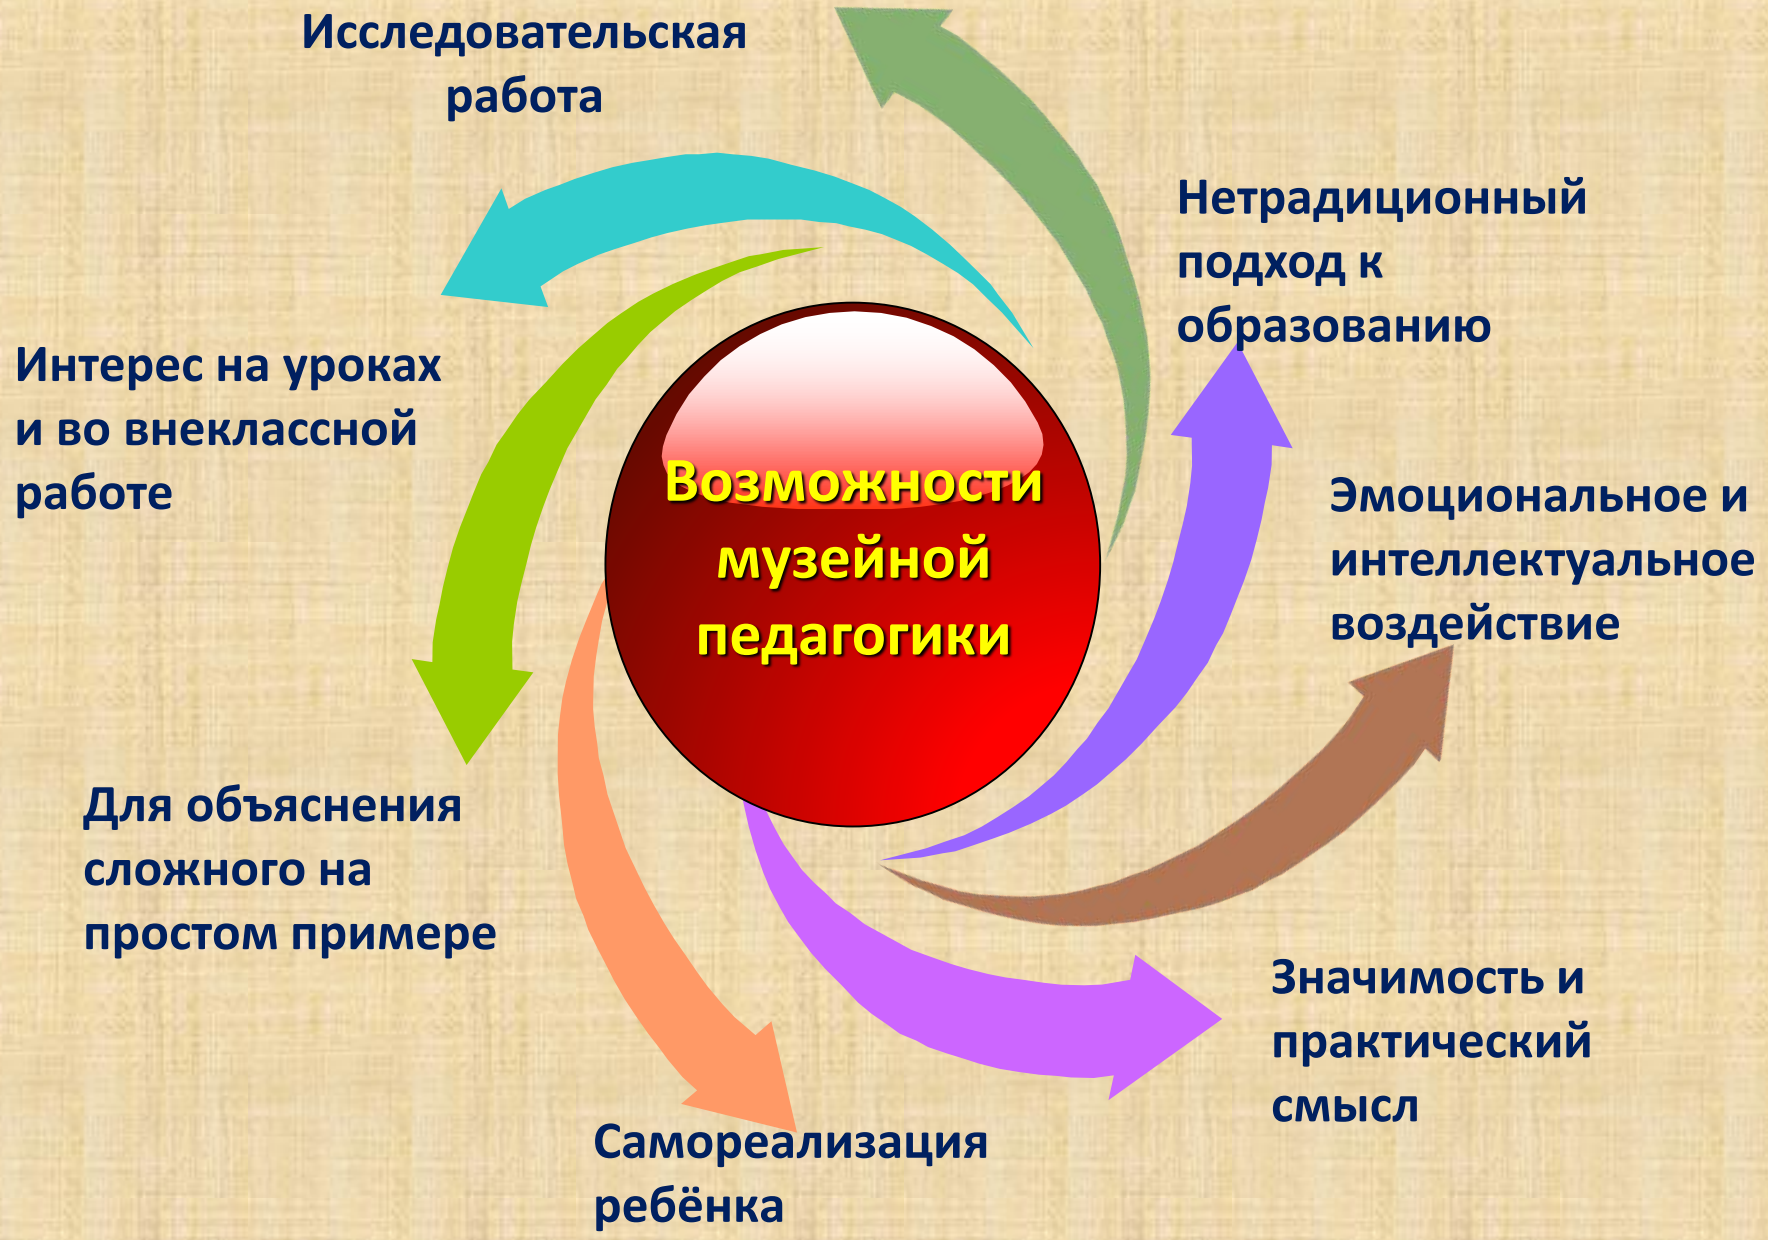 Исследовательская
работа
Нетрадиционный
подход к
образованию
Интерес на уроках
и во внеклассной
работе
Возможности
музейной
педагогики
Эмоциональное и
интеллектуальное
воздействие
Для объяснения
сложного на
простом примере
Значимость и
практический
смысл
Самореализация
ребёнка